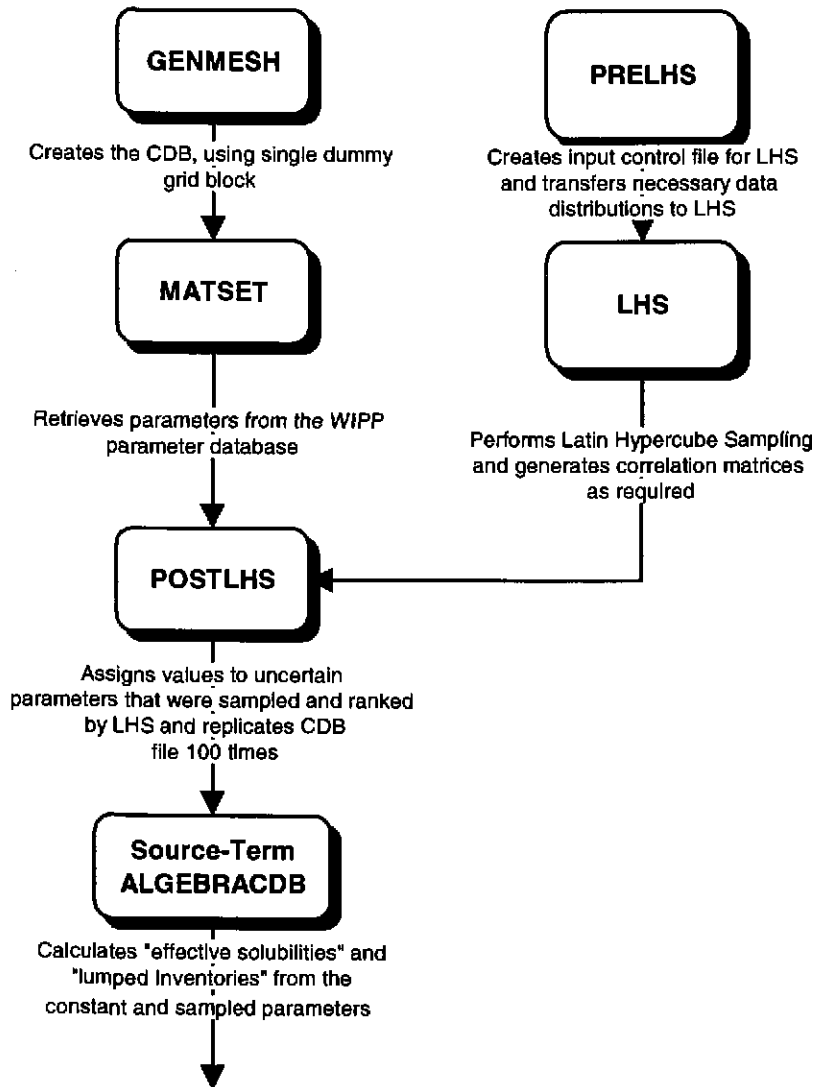 GENMESH
Creates the CDB, using single dummy
grid block
MATSET
Retrieves parameters from the WIPP
parameter database
PRELHS
Creates input control file for LHS
and transfers necessary data
distributions to LHS
LHS
Performs Latin Hypercube Sampling
and generates correlation matrices
as required
POSTLHS
Assigns values to uncertain
parameters that were sampled and ranked
by LHS and replicates CDB
file 100 times
Source-Term
ALGEBRACDB
Calculates "effective solubilities" and
"lumped Inventories" from the
constant and sampled parameters